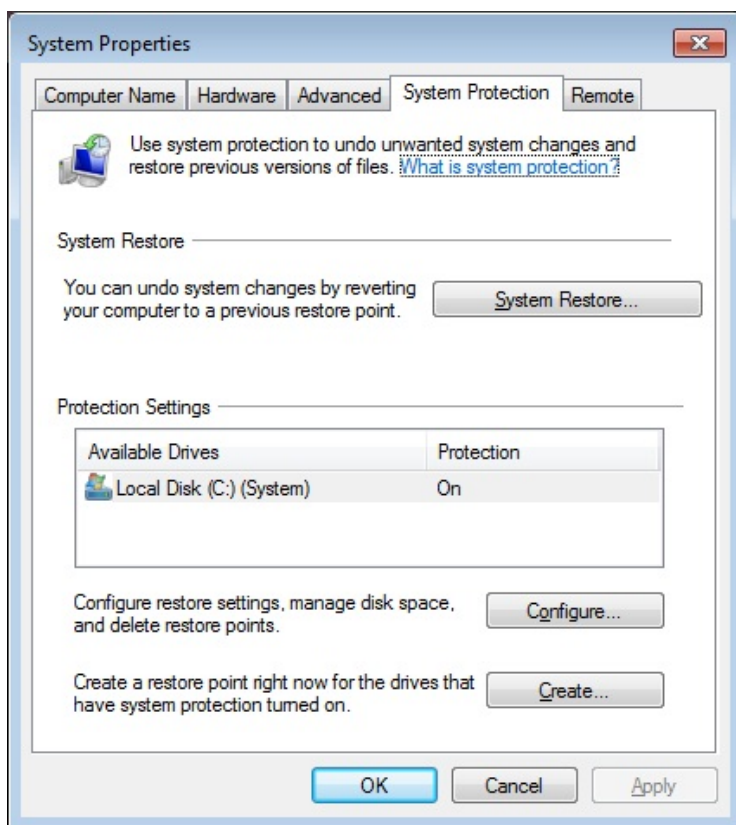 System Properties
Computer Name Hardware Advanced System Protection Remote
Use system protection to undo unwanted system changes and
restore previous versions of files. What is system protection?
System Restore
You can undo system changes by reverting
your computer to a previous restore point.
System Restore...
Protection Settings
Available Drives Protection
Local Disk (C:) (System) On
Configure restore settings, manage disk space,
and delete restore points.
Configure...
Create a restore point right now for the drives that
have system protection turned on.
Create...
OK Cancel Apply